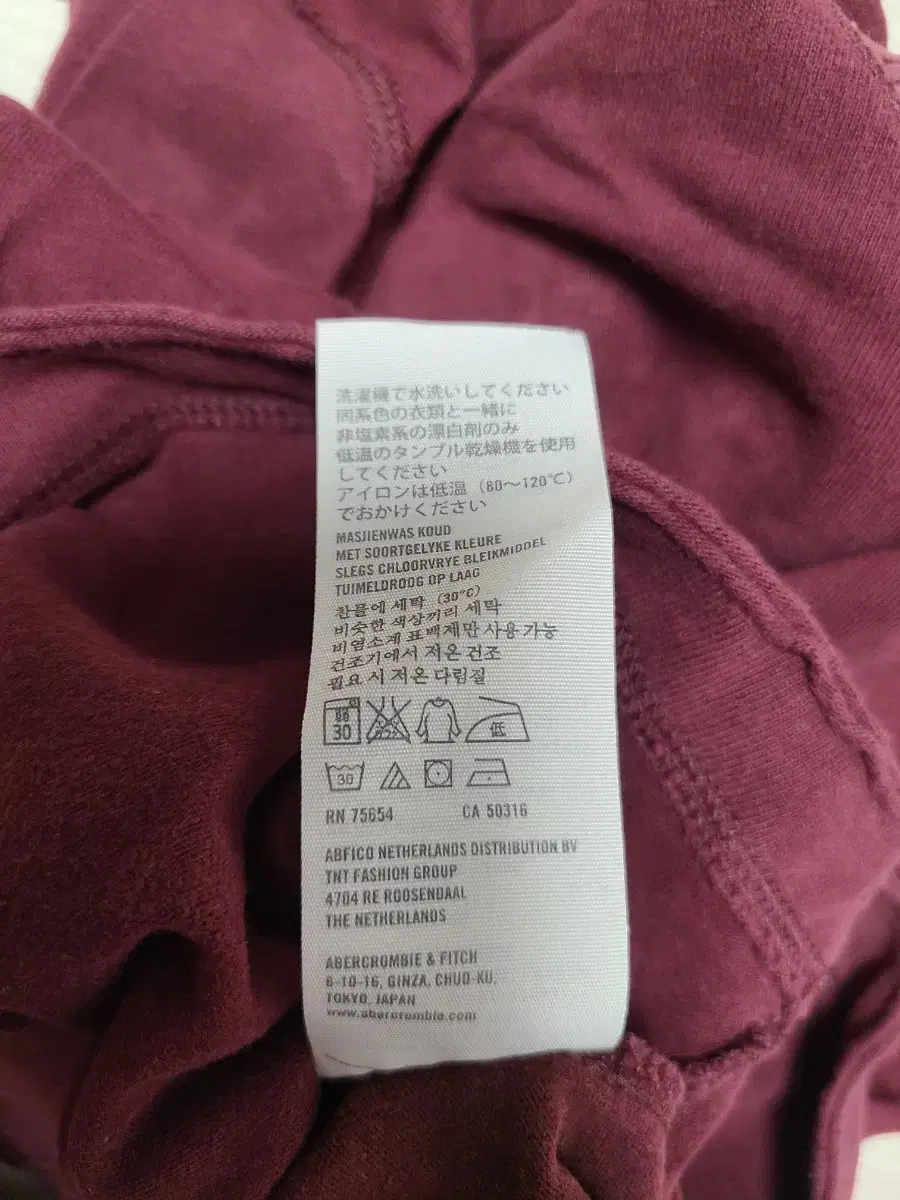 洗濯機で水洗いしてください
同系色の衣類と一緒に
非塩素系の漂白剤のみ
低温のタンブル乾燥機を使用
してください
アイロンは低温（80～120℃）
でおかけください
MASJIENWAS KOUD
MET SOORTGELYKE KLEURE
SLEGS CHLOORVRYE BLEIKMIDDEL
TUIMELDROOG OP LAAG
찬물에 세탁 (30°C)
비슷한 색상끼리 세탁
비염소계 표백제만 사용 가능
건조기에서 저온 건조
필요 시 저온 다림질
30 低
30
RN 75654 CA 50316
ABFICO NETHERLANDS DISTRIBUTION BV
TNT FASHION GROUP
4704 RE ROOSENDAAL
THE NETHERLANDS
ABERCROMBIE & FITCH
6-10-16, GINZA, CHUO-KU,
TOKYO, JAPAN
www.abercrombie.com